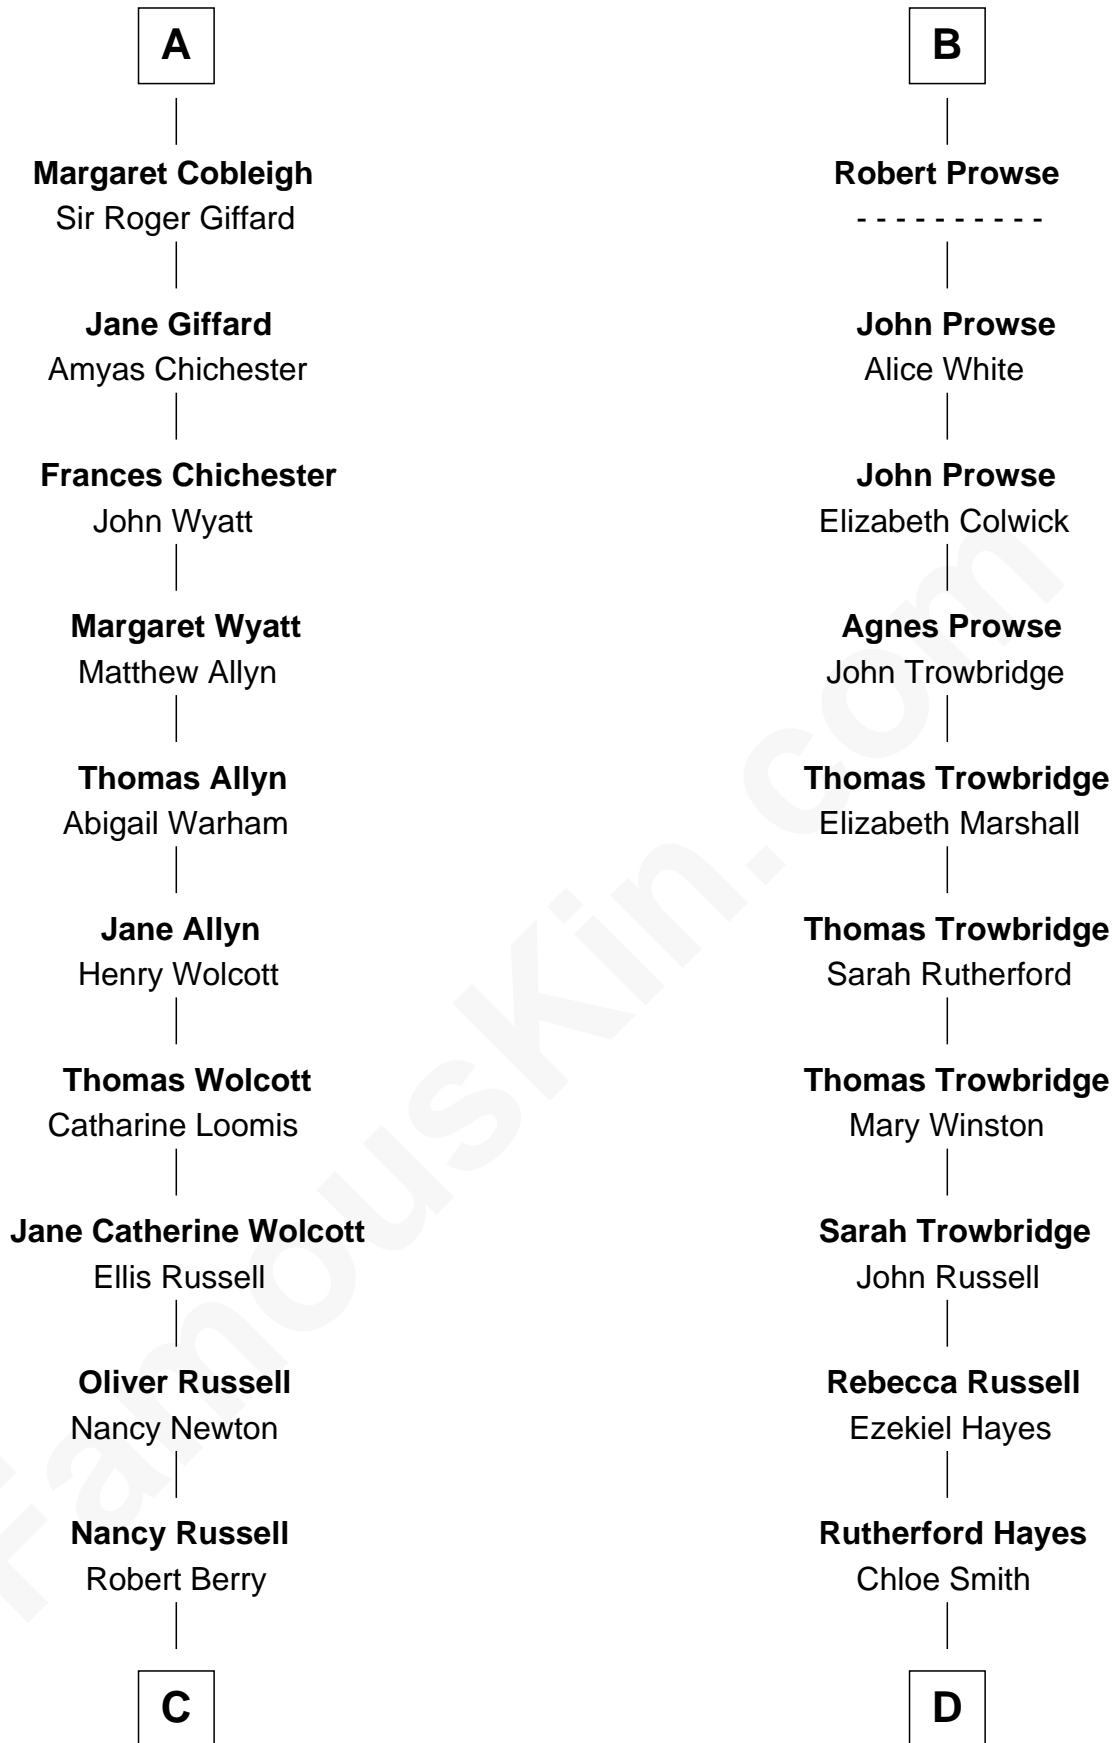 A
Margaret Cobleigh
Sir Roger Giffard
Jane Giffard
Amyas Chichester
Frances Chichester
John Wyatt
Margaret Wyatt
Matthew Allyn
Thomas Allyn
Abigail Warham
Jane Allyn
Henry Wolcott
Thomas Wolcott
Catharine Loomis
Jane Catherine Wolcott
Ellis Russell
Oliver Russell
Nancy Newton
Nancy Russell
Robert Berry
C
B
Robert Prowse
- - - - - - - - - -
John Prowse
Alice White
John Prowse
Elizabeth Colwick
Agnes Prowse
John Trowbridge
Thomas Trowbridge
Elizabeth Marshall
Thomas Trowbridge
Sarah Rutherford
Thomas Trowbridge
Mary Winston
Sarah Trowbridge
John Russell
Rebecca Russell
Ezekiel Hayes
Rutherford Hayes
Chloe Smith
D
FamousKin.com